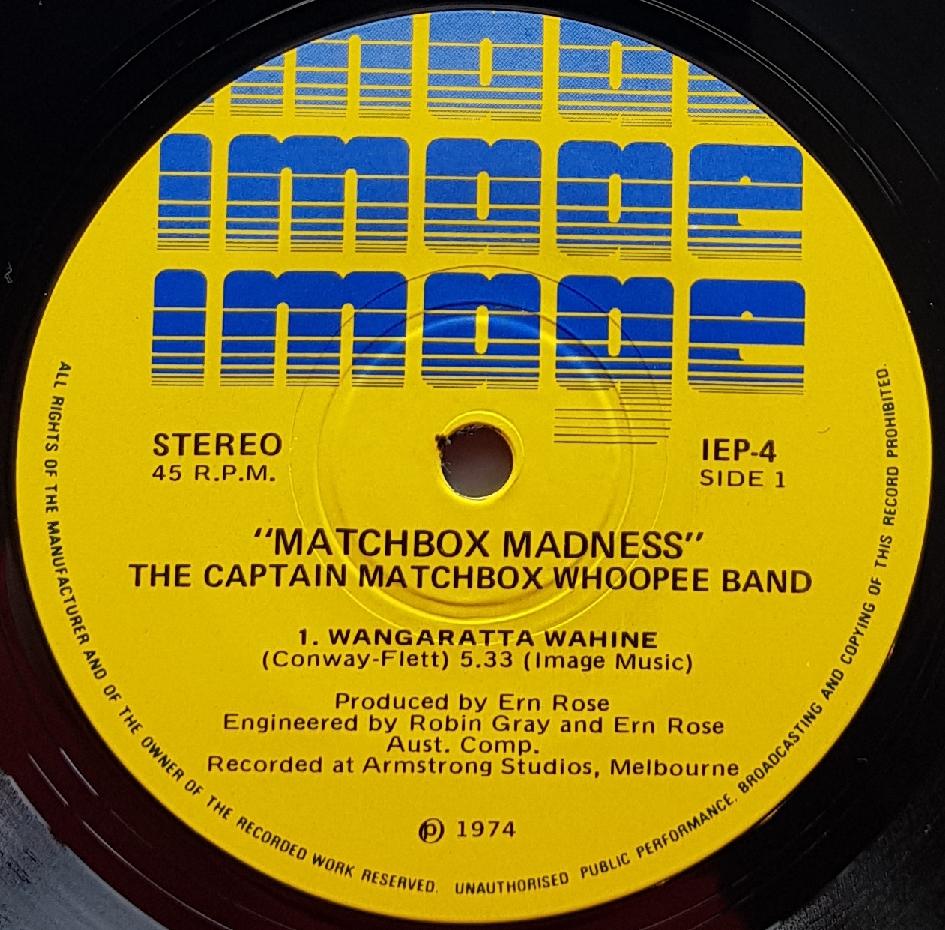 image
image
image
STEREO
45 R.P.M.
IEP-4
SIDE 1
"MATCHBOX MADNESS"
THE CAPTAIN MATCHBOX WHOOPEE BAND
1. WANGARATTA WAHINE
(Conway-Flett) 5.33 (Image Music)
Produced by Ern Rose
Engineered by Robin Gray and Ern Rose
Aust. Comp.
Recorded at Armstrong Studios, Melbourne
℗ 1974
ALL RIGHTS OF THE MANUFACTURER AND OF THE OWNER OF THE RECORDED WORK RESERVED. UNAUTHORISED PUBLIC PERFORMANCE, BROADCASTING AND COPYING OF THIS RECORD PROHIBITED.